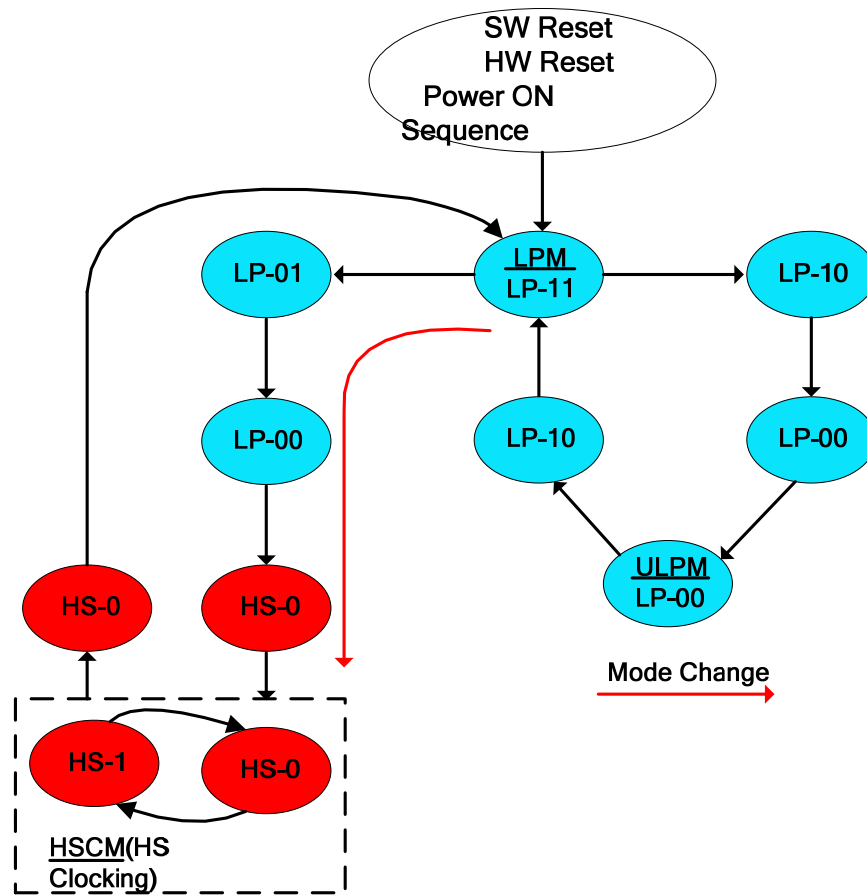 SW Reset
HW Reset
Power ON
Sequence
LP-01
LPM
LP-11
LP-10
LP-00
LP-10
LP-00
HS-0
HS-0
ULPM
LP-00
Mode Change
HS-1
HS-0
HSCM(HS
Clocking)